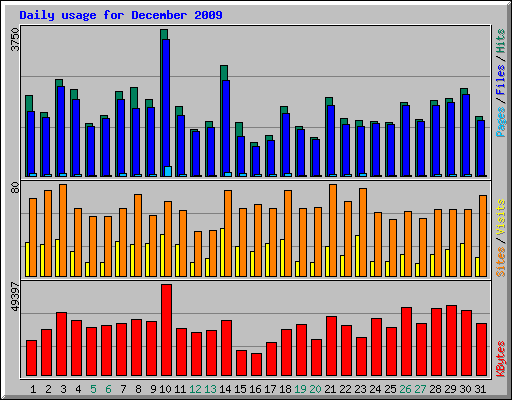 Daily usage for December 2009
3750
Pages / Files / Hits
80
Sites / Visits
49397
KBytes
1 2 3 4 5 6 7 8 9 10 11 12 13 14 15 16 17 18 19 20 21 22 23 24 25 26 27 28 29 30 31